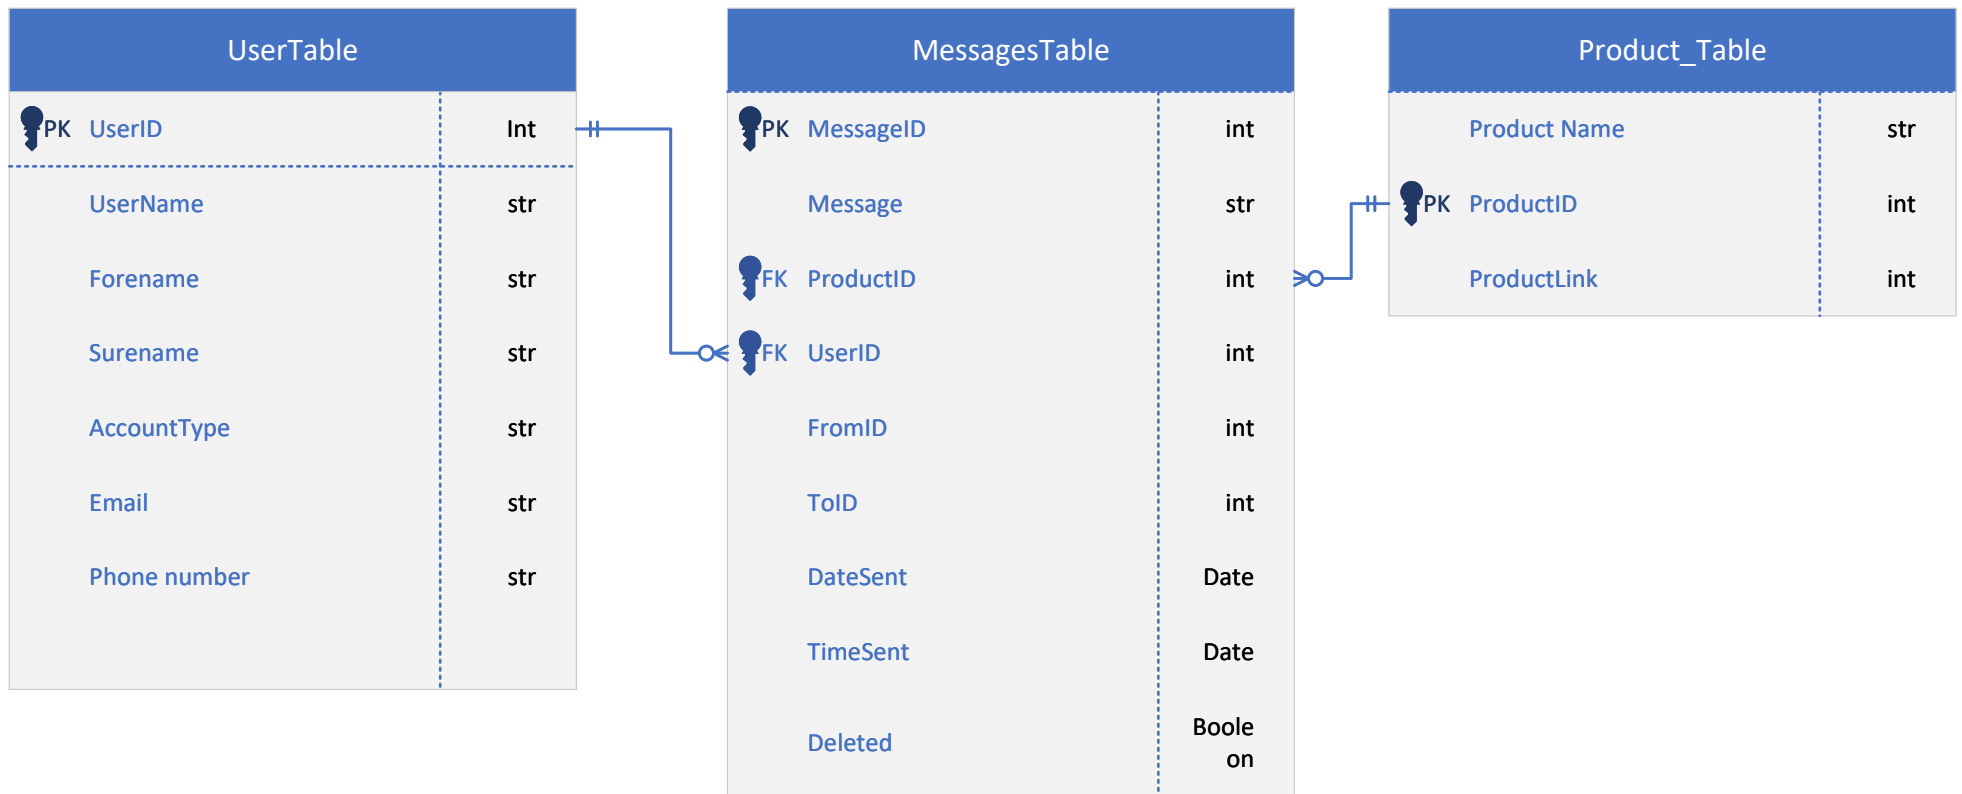 UserTable
PK UserID Int
UserName str
Forename str
Surename str
AccountType str
Email str
Phone number str
MessagesTable
PK MessageID int
Message str
FK ProductID int
FK UserID int
FromID int
ToID int
DateSent Date
TimeSent Date
Deleted Boole
on
Product_Table
Product Name str
PK ProductID int
ProductLink int